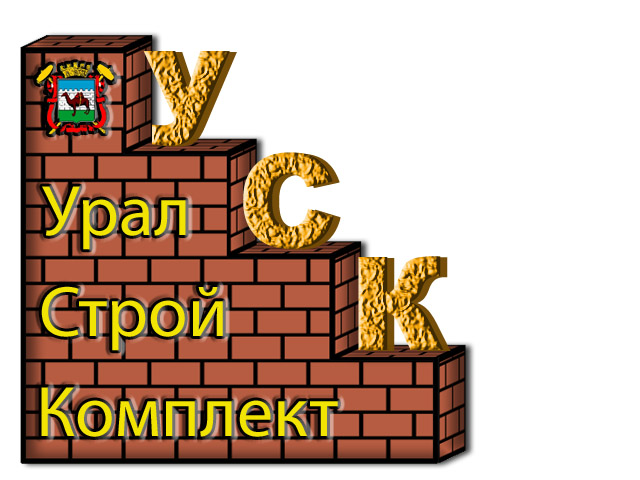 У
С
К
Урал
Строй
Комплект